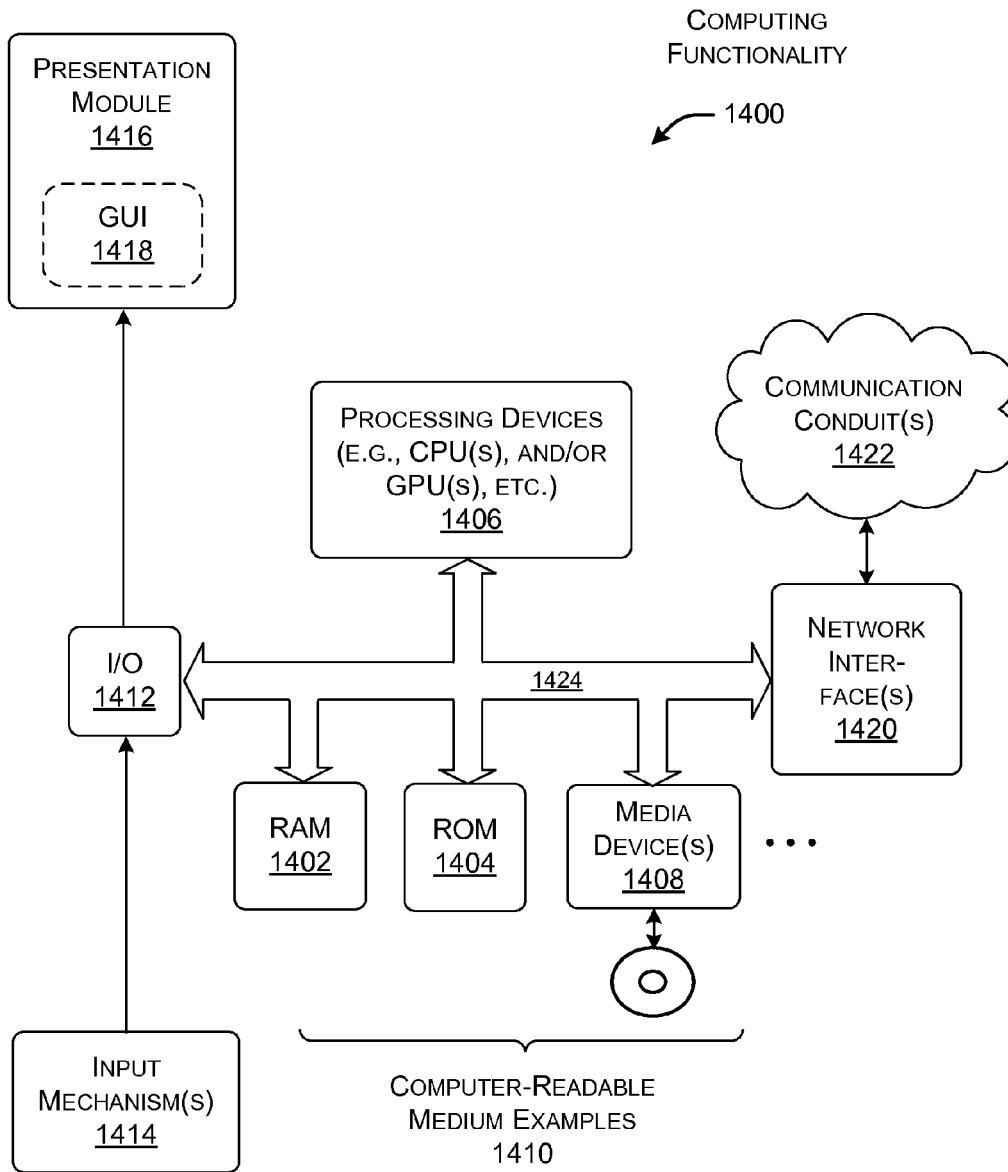 COMPUTING
FUNCTIONALITY
1400
PRESENTATION
MODULE
1416
GUI
1418
PROCESSING DEVICES
(E.G., CPU(S), AND/OR
GPU(S), ETC.)
1406
COMMUNICATION
CONDUIT(S)
1422
I/O
1412
1424
NETWORK
INTER-
FACE(S)
1420
RAM
1402
ROM
1404
MEDIA
DEVICE(S)
1408
• • •
INPUT
MECHANISM(S)
1414
COMPUTER-READABLE
MEDIUM EXAMPLES
1410